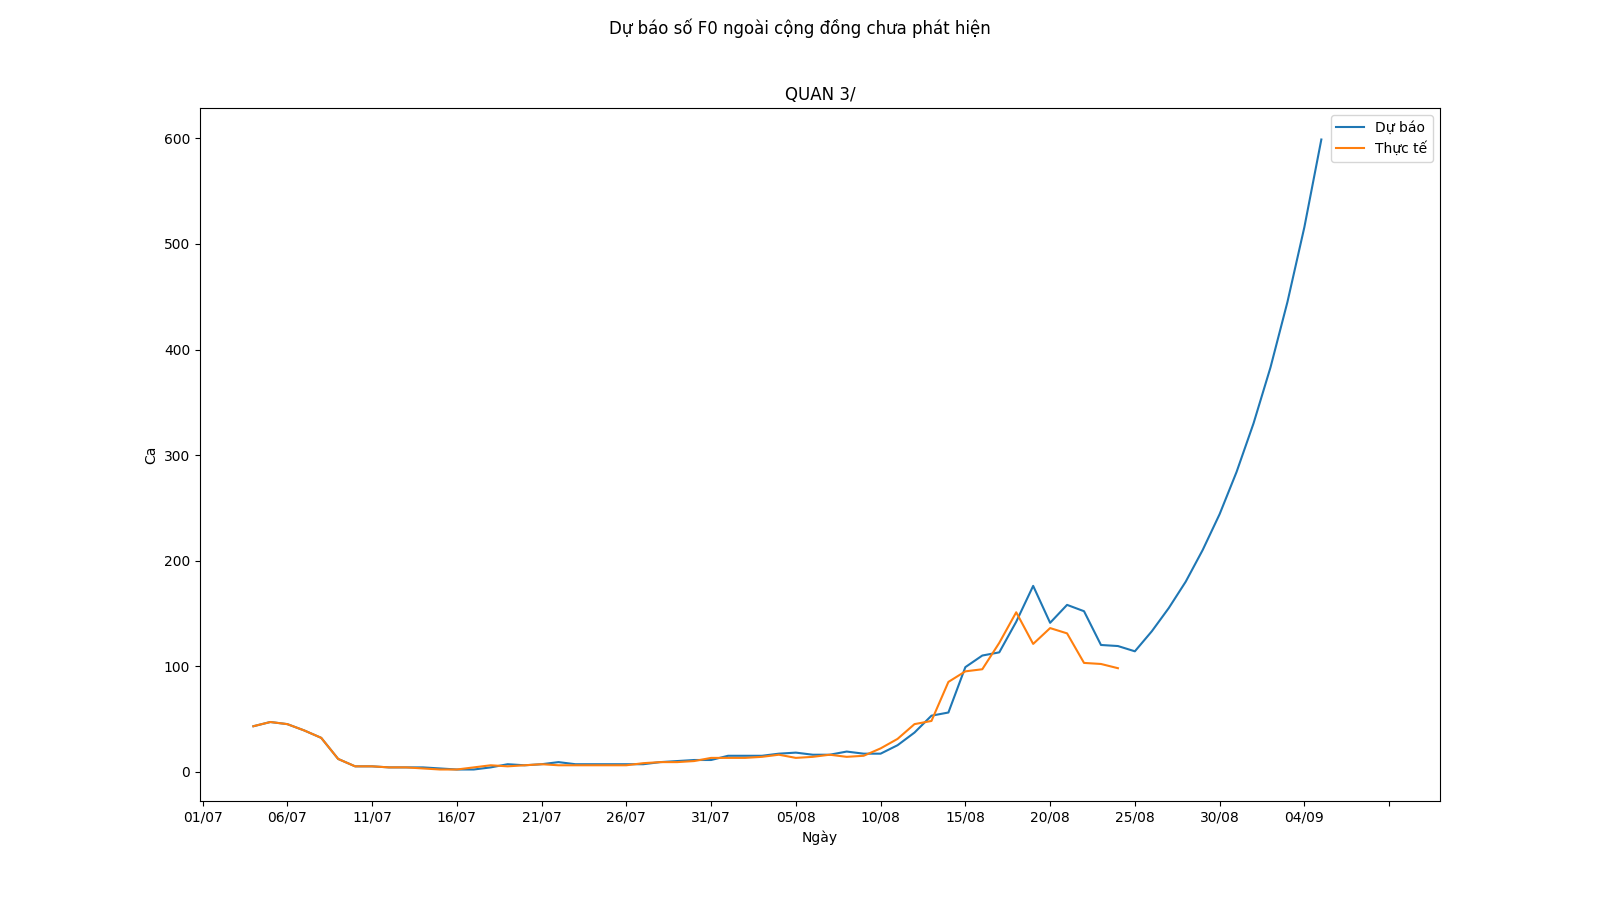 Dự báo số F0 ngoài cộng đồng chưa phát hiện
QUAN 3/
Dự báo
Thực tế
600
500
400
300
200
100
0
Ca
01/07 06/07 11/07 16/07 21/07 26/07 31/07 05/08 10/08 15/08 20/08 25/08 30/08 04/09
Ngày